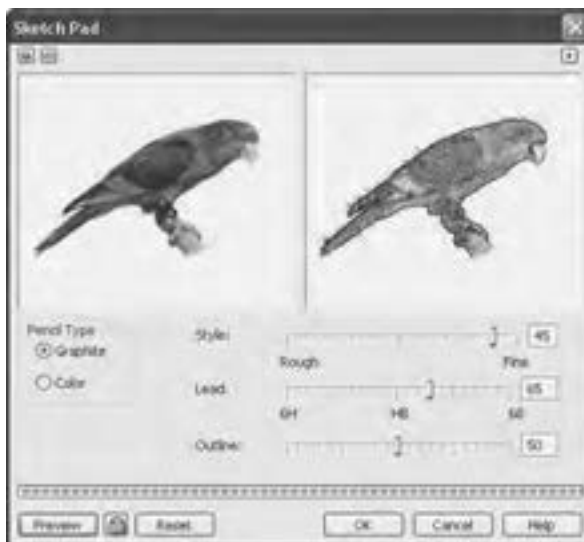 Sketch Pad
Pencil Type
Graphite
Color
Style: 45
Rough Fine
Lead: 65
6H HB 6B
Outline: 50
Preview Reset OK Cancel Help